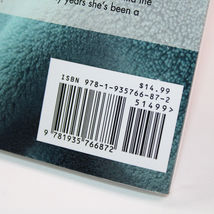 years she's been a
$14.99
ISBN 978-1-935766-87-2
51499>
9 781935 766872